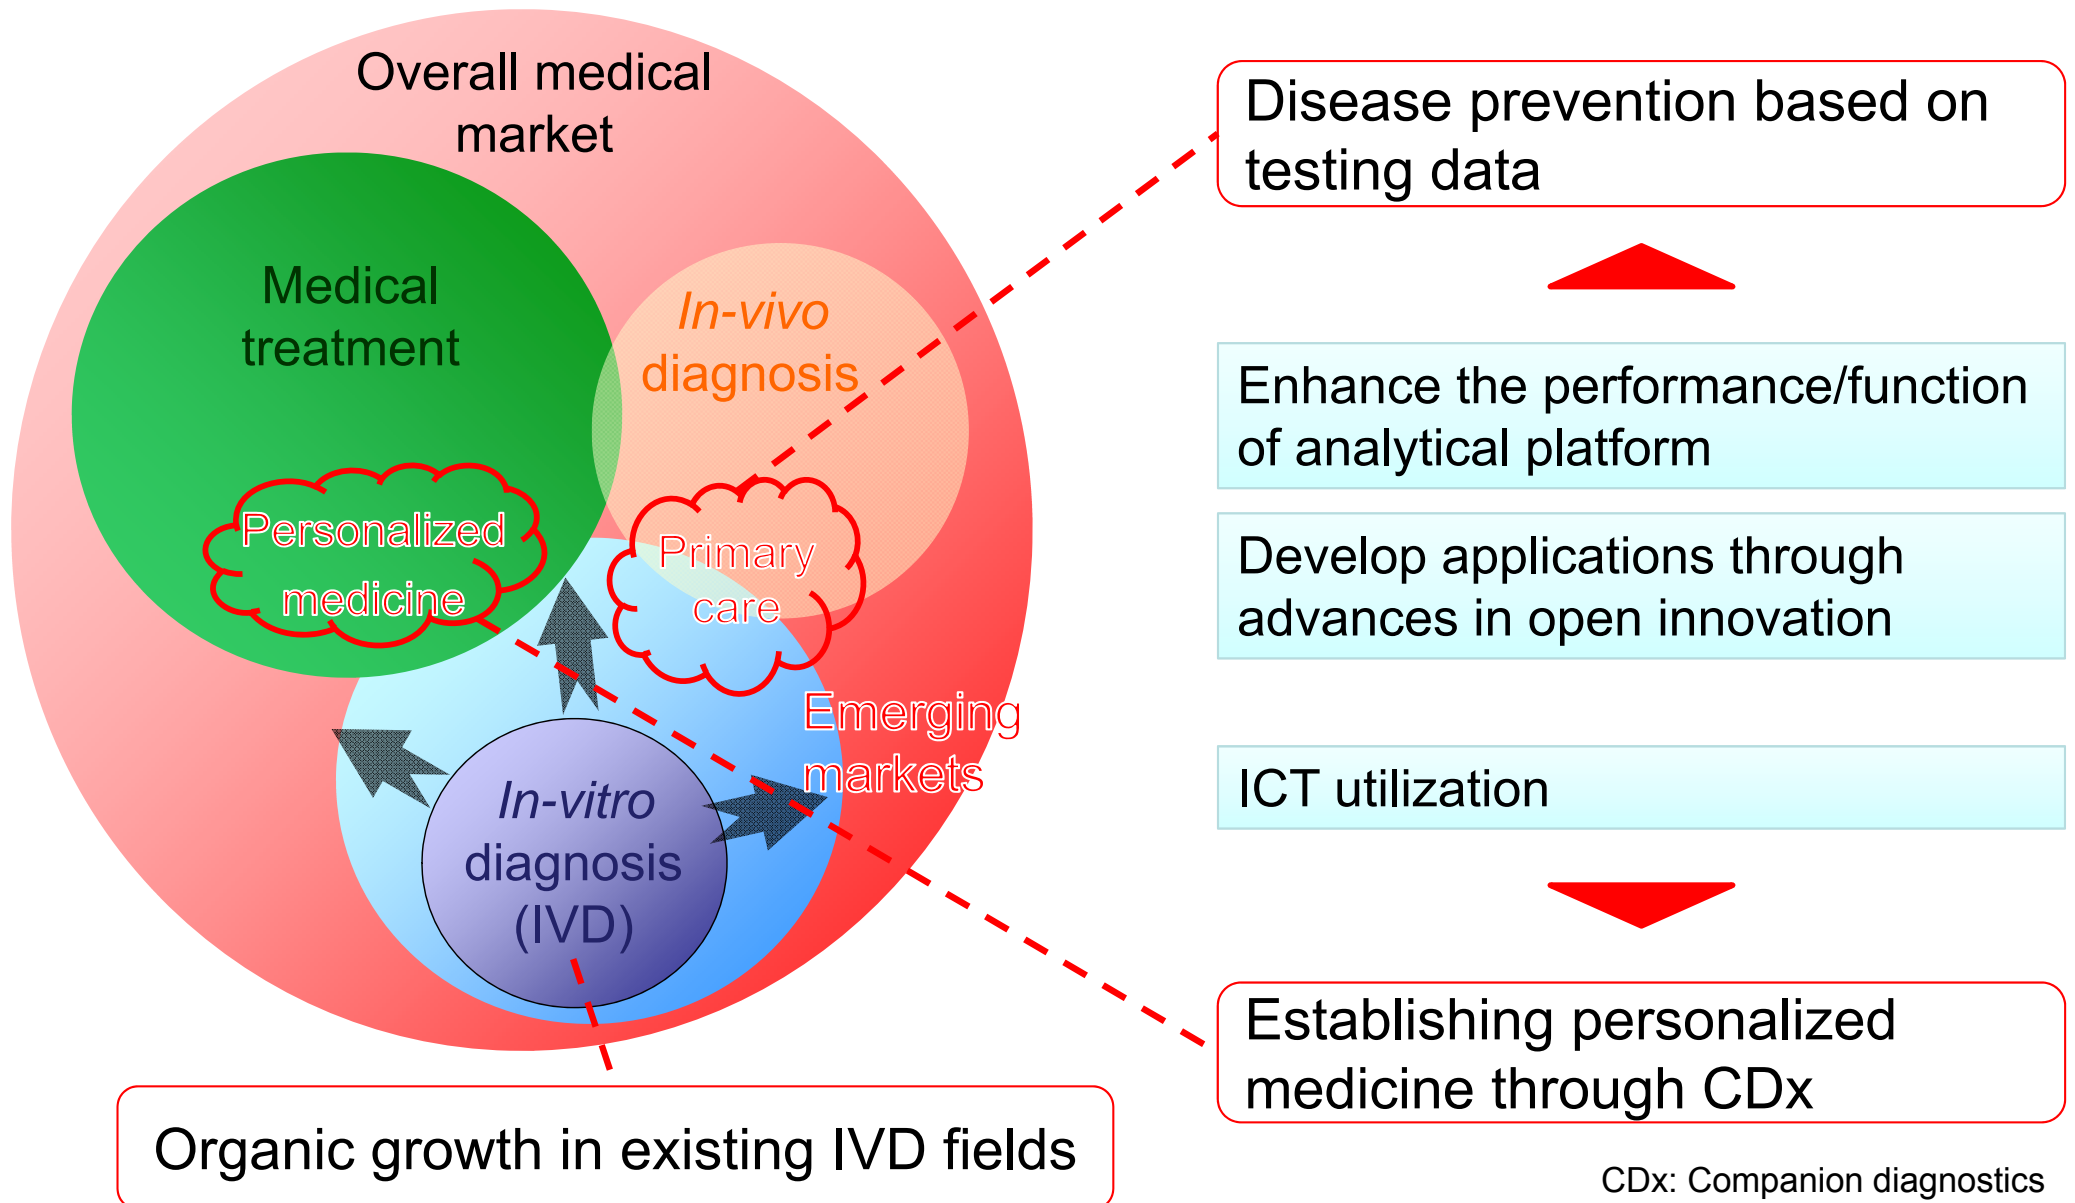 Overall medical
market
Medical
treatment
In-vivo
diagnosis
Personalized
medicine
Primary
care
Emerging
markets
In-vitro
diagnosis
(IVD)
Organic growth in existing IVD fields
Disease prevention based on
testing data
Enhance the performance/function
of analytical platform
Develop applications through
advances in open innovation
ICT utilization
Establishing personalized
medicine through CDx
CDx: Companion diagnostics